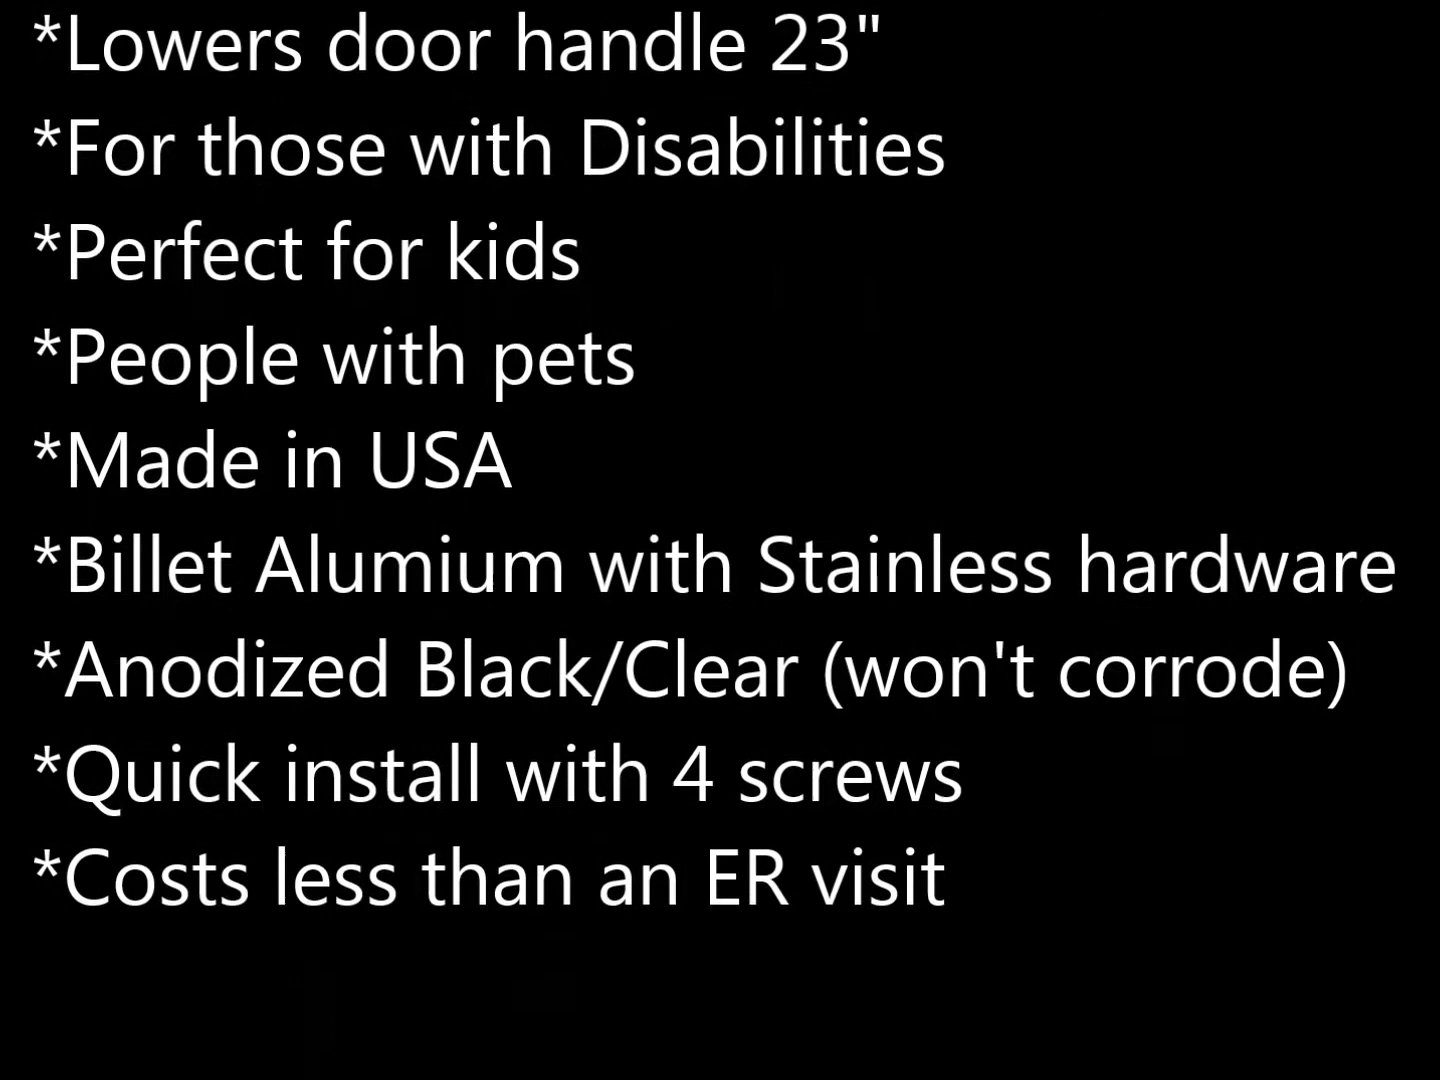 *Lowers door handle 23"
*For those with Disabilities
*Perfect for kids
*People with pets
*Made in USA
*Billet Alumium with Stainless hardware
*Anodized Black/Clear (won't corrode)
*Quick install with 4 screws
*Costs less than an ER visit